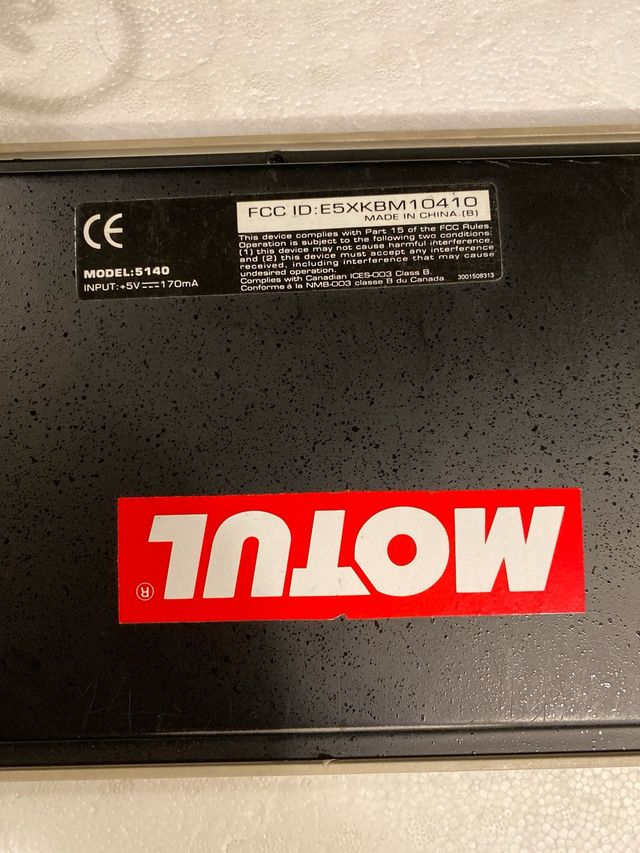 CE
FCC ID:E5XKBM10410
MADE IN CHINA.(B)
This device complies with Part 15 of the FCC Rules.
Operation is subject to the following two conditions:
(1) this device may not cause harmful interference,
and (2) this device must accept any interference
received, including interference that may cause
undesired operation.
Complies with Canadian ICES-003 Class B.
Conforme à la NMB-003 classe B du Canada.
3001508313
MODEL:5140
INPUT:+5V⎓170mA
MOTUL®